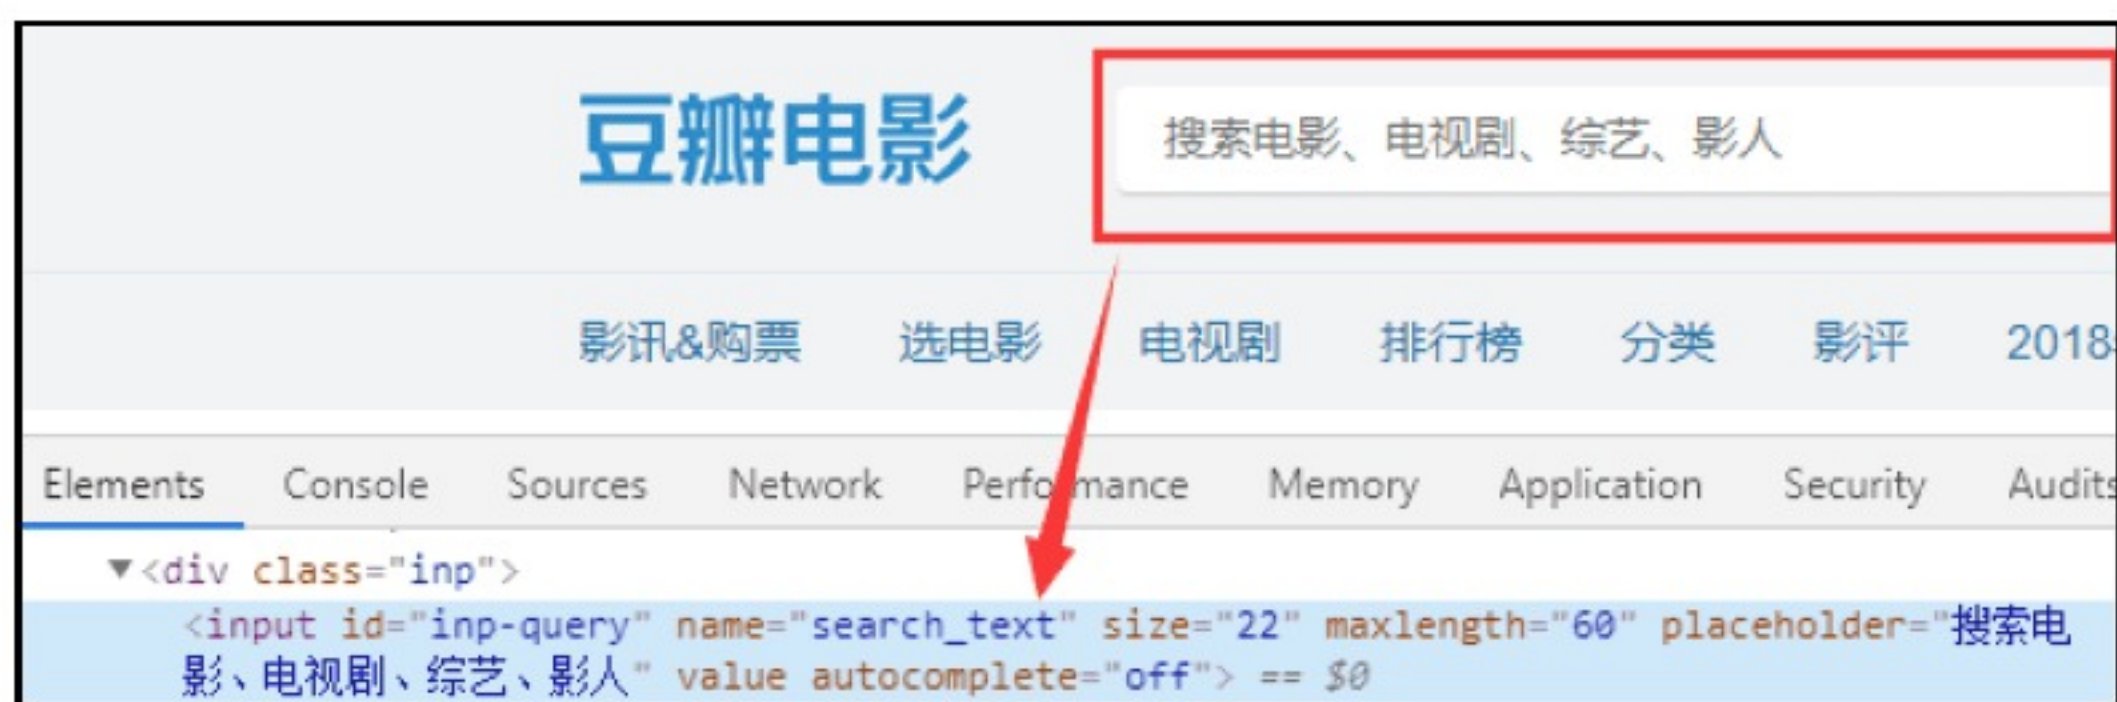 豆瓣电影
搜索电影、电视剧、综艺、影人
影讯&购票 选电影 电视剧 排行榜 分类 影评 2018
Elements Console Sources Network Performance Memory Application Security Audits
▼<div class="inp">
<input id="inp-query" name="search_text" size="22" maxlength="60" placeholder="搜索电
影、电视剧、综艺、影人" value autocomplete="off"> == $0